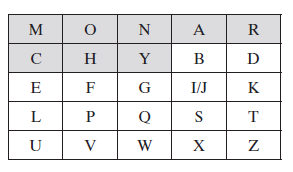 M O N A R
C H Y B D
E F G I/J K
L P Q S T
U V W X Z